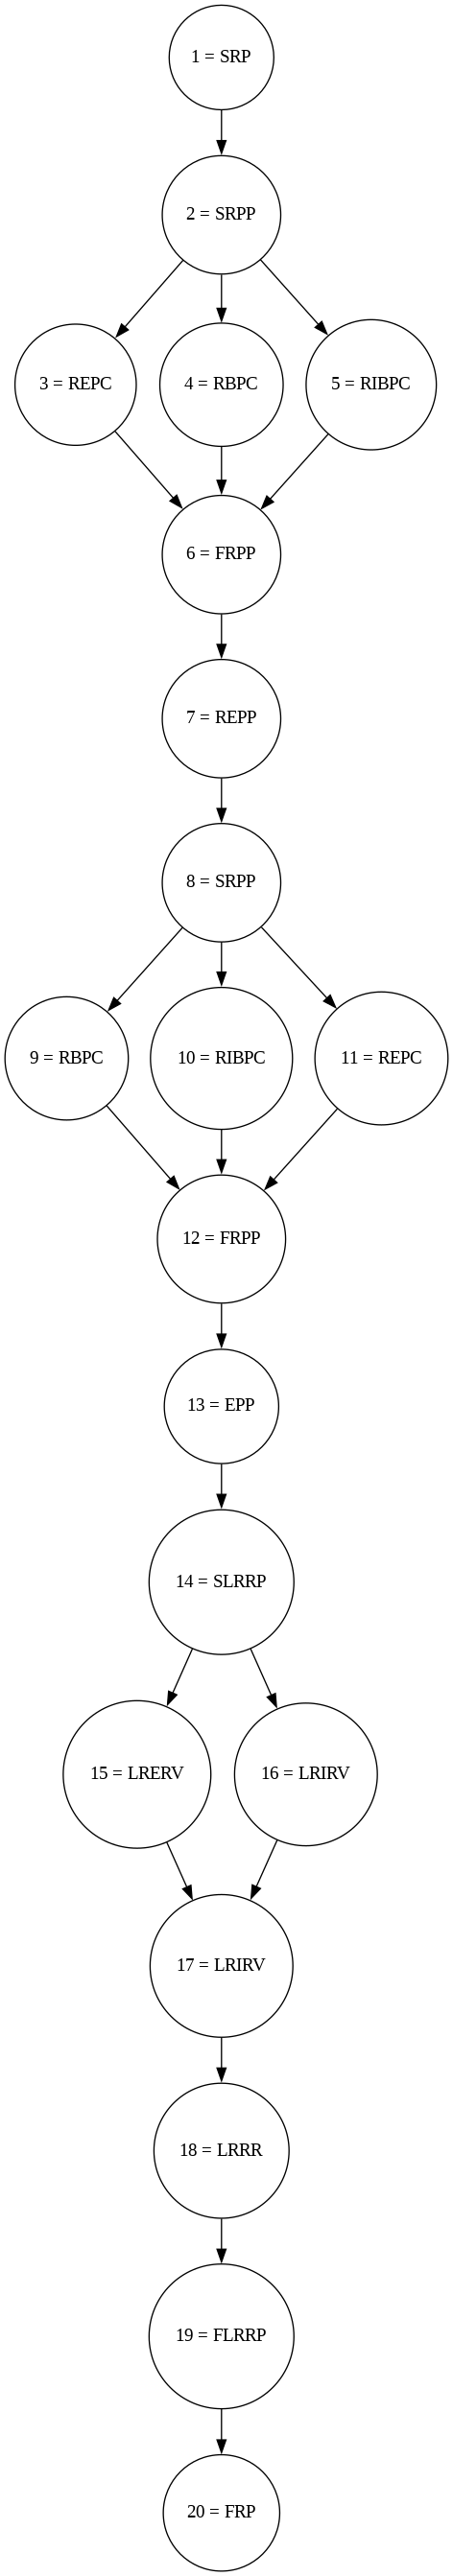 1 = SRP
2 = SRPP
3 = REPC
4 = RBPC
5 = RIBPC
6 = FRPP
7 = REPP
8 = SRPP
9 = RBPC
10 = RIBPC
11 = REPC
12 = FRPP
13 = EPP
14 = SLRRP
15 = LRERV
16 = LRIRV
17 = LRIRV
18 = LRRR
19 = FLRRP
20 = FRP